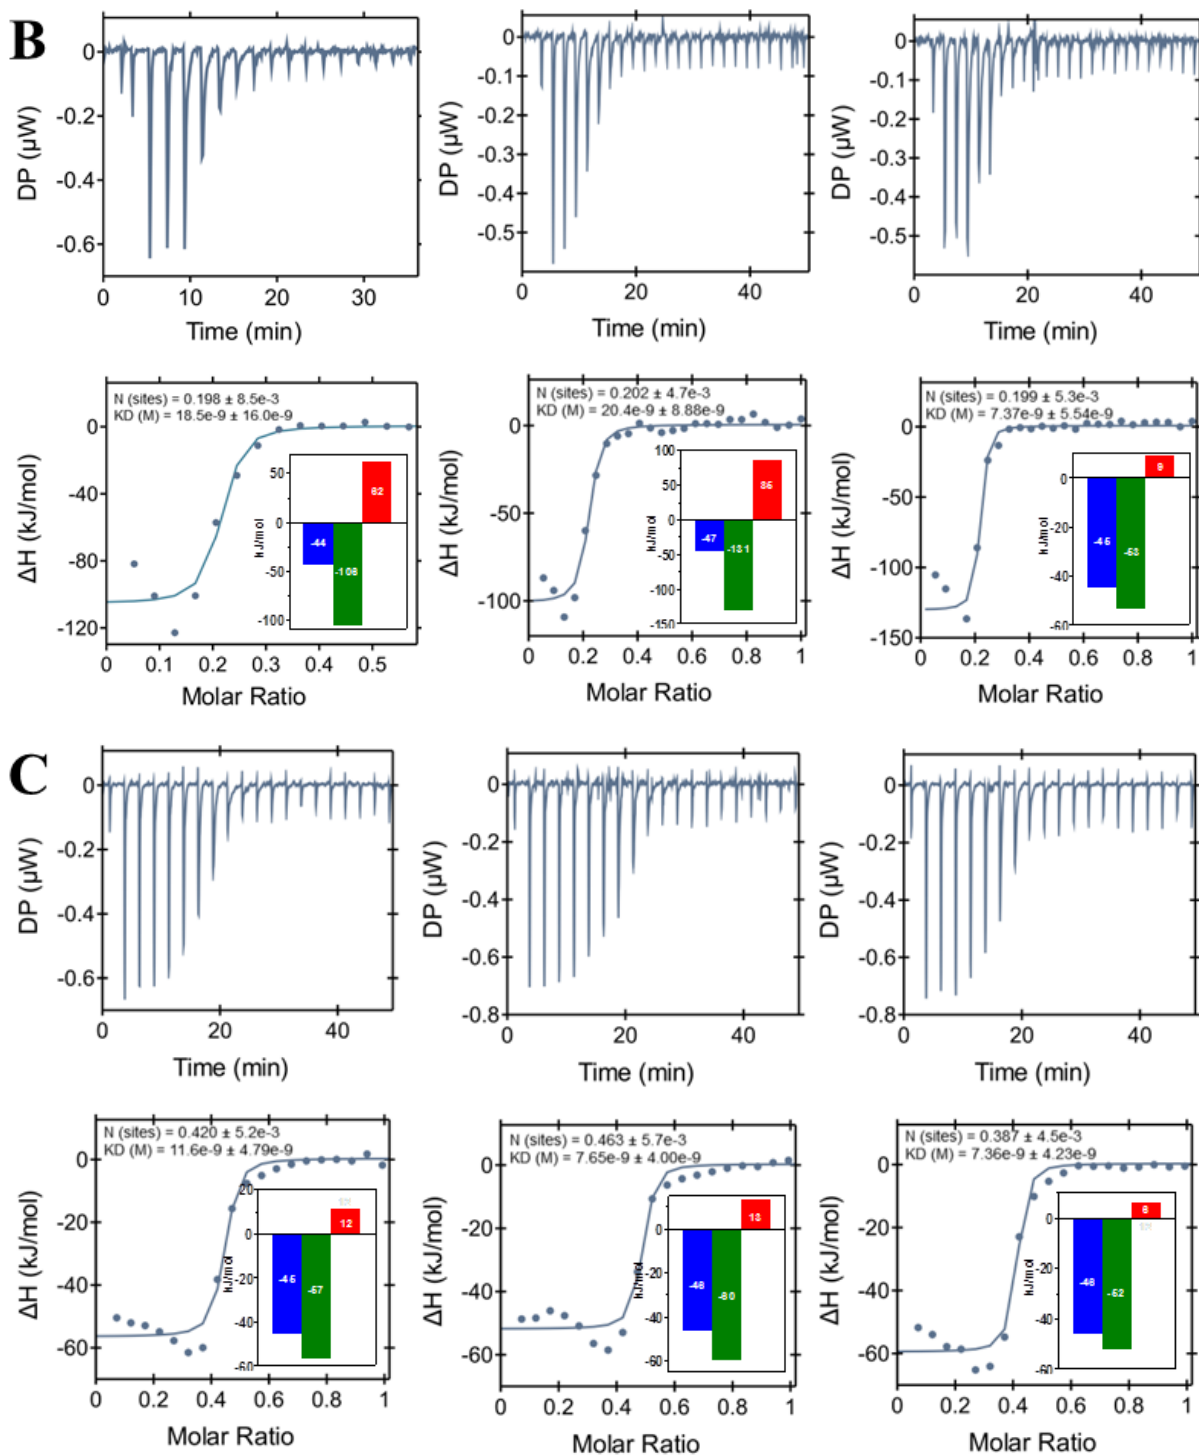 B
0
-0.2
-0.4
-0.6
DP (µW)
0 10 20 30
Time (min)
0
-0.1
-0.2
-0.3
-0.4
-0.5
DP (µW)
0 20 40
Time (min)
0
-0.1
-0.2
-0.3
-0.4
-0.5
DP (µW)
0 20 40
Time (min)
N (sites) = 0.198 ± 8.5e-3
KD (M) = 18.5e-9 ± 16.0e-9
0
-40
-80
-120
ΔH (kJ/mol)
50
0
-50
-100
kJ/mol
-44
-106
62
0 0.1 0.2 0.3 0.4 0.5
Molar Ratio
N (sites) = 0.202 ± 4.7e-3
KD (M) = 20.4e-9 ± 8.88e-9
0
-50
-100
ΔH (kJ/mol)
100
50
0
-50
-100
-150
kJ/mol
-47
-131
85
0 0.2 0.4 0.6 0.8 1
Molar Ratio
N (sites) = 0.199 ± 5.3e-3
KD (M) = 7.37e-9 ± 5.54e-9
0
-50
-100
-150
ΔH (kJ/mol)
0
-20
-40
-60
kJ/mol
-45
-53
9
0 0.2 0.4 0.6 0.8 1
Molar Ratio
C
0
-0.2
-0.4
-0.6
DP (µW)
0 20 40
Time (min)
0
-0.2
-0.4
-0.6
-0.8
DP (µW)
0 20 40
Time (min)
0
-0.2
-0.4
-0.6
-0.8
DP (µW)
0 20 40
Time (min)
N (sites) = 0.420 ± 5.2e-3
KD (M) = 11.6e-9 ± 4.79e-9
0
-20
-40
-60
ΔH (kJ/mol)
20
0
-20
-40
-60
kJ/mol
-45
-57
12
0 0.2 0.4 0.6 0.8 1
Molar Ratio
N (sites) = 0.463 ± 5.7e-3
KD (M) = 7.65e-9 ± 4.00e-9
0
-20
-40
-60
ΔH (kJ/mol)
0
-20
-40
-60
kJ/mol
-46
-60
13
0 0.2 0.4 0.6 0.8 1
Molar Ratio
N (sites) = 0.387 ± 4.5e-3
KD (M) = 7.36e-9 ± 4.23e-9
0
-20
-40
-60
ΔH (kJ/mol)
0
-20
-40
-60
kJ/mol
-46
-52
6
0 0.2 0.4 0.6 0.8 1
Molar Ratio